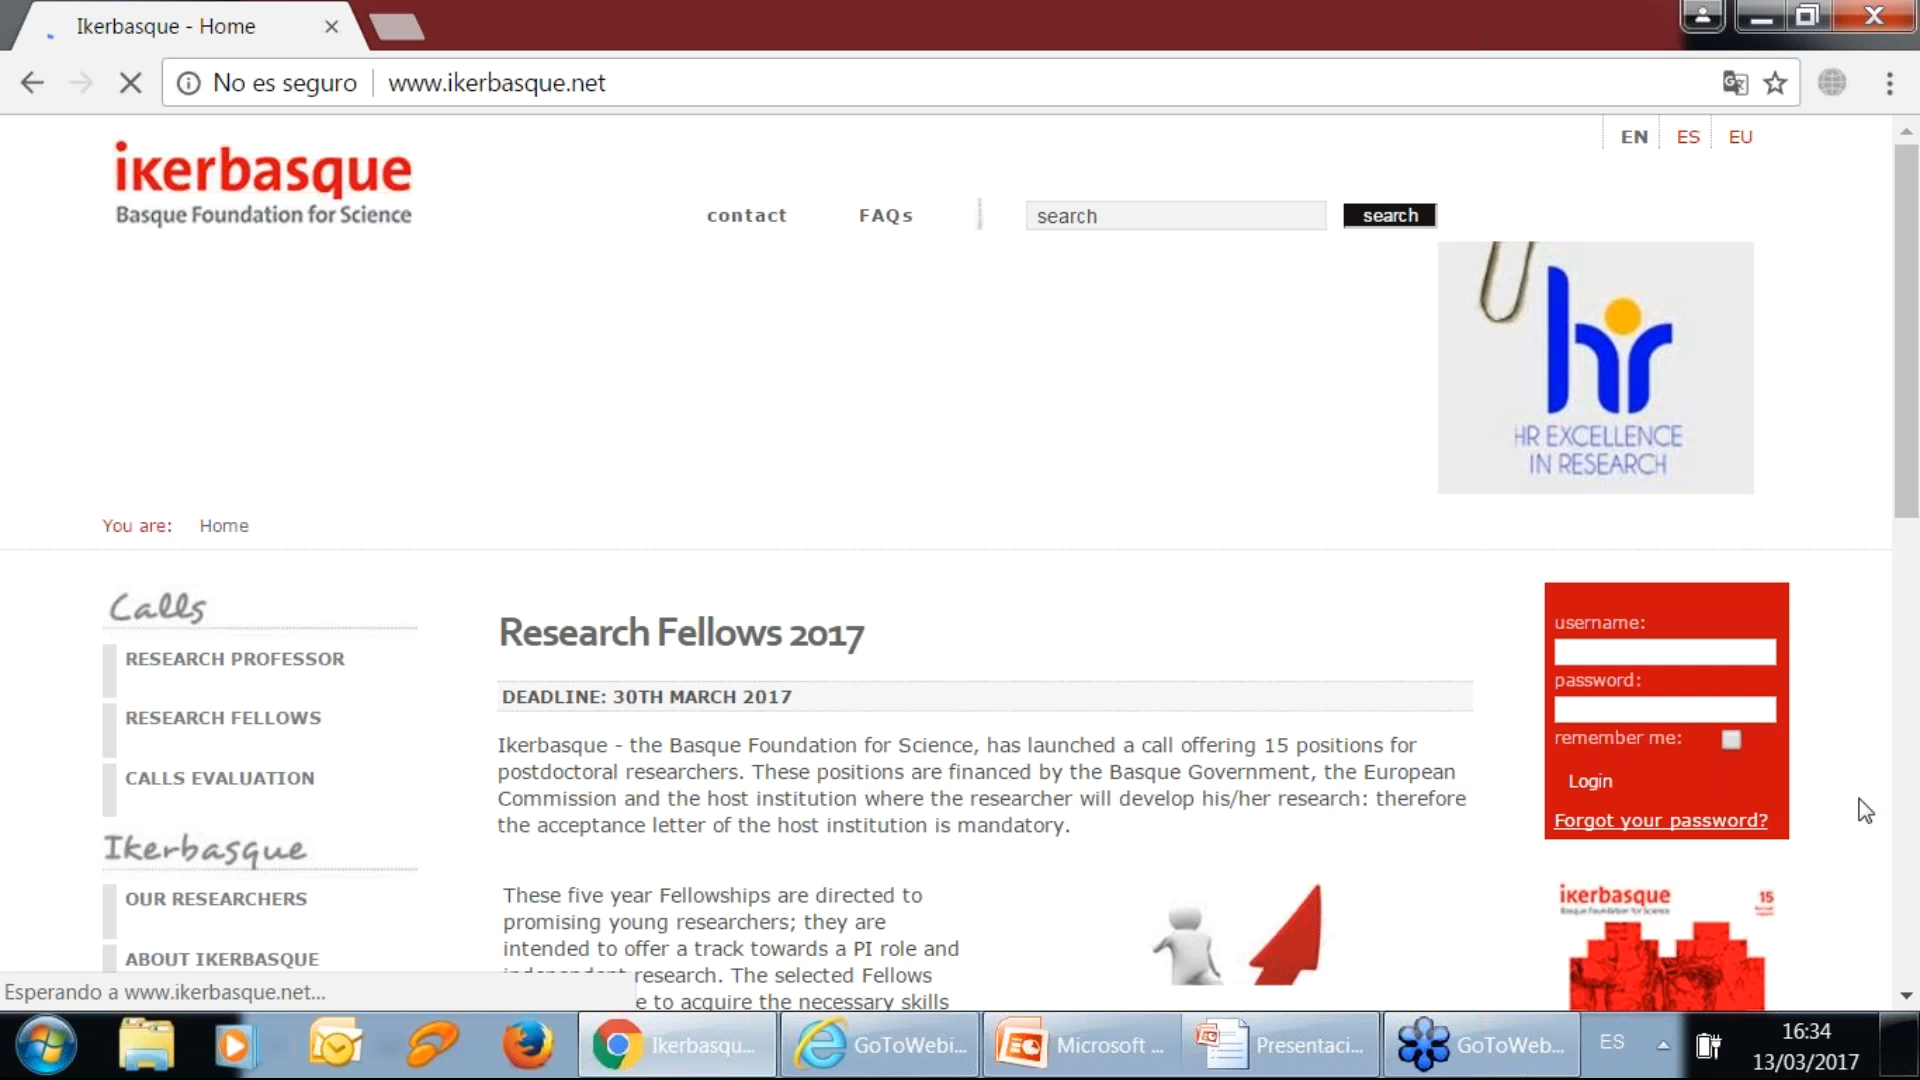 Ikerbasque - Home
No es seguro www.ikerbasque.net
EN ES EU
ikerbasque
Basque Foundation for Science
contact FAQs search search
HR EXCELLENCE
IN RESEARCH
You are: Home
Calls
RESEARCH PROFESSOR
RESEARCH FELLOWS
CALLS EVALUATION
Ikerbasque
OUR RESEARCHERS
ABOUT IKERBASQUE
Research Fellows 2017
DEADLINE: 30TH MARCH 2017
Ikerbasque - the Basque Foundation for Science, has launched a call offering 15 positions for
postdoctoral researchers. These positions are financed by the Basque Government, the European
Commission and the host institution where the researcher will develop his/her research: therefore
the acceptance letter of the host institution is mandatory.
These five year Fellowships are directed to
promising young researchers; they are
intended to offer a track towards a PI role and
research. The selected Fellows
to acquire the necessary skills
username:
password:
remember me:
Login
Forgot your password?
ikerbasque 15
Basque Foundation for Science
Esperando a www.ikerbasque.net...
Ikerbasqu... GoToWebi... Microsoft ... Presentaci... GoToWeb... ES 16:34
13/03/2017